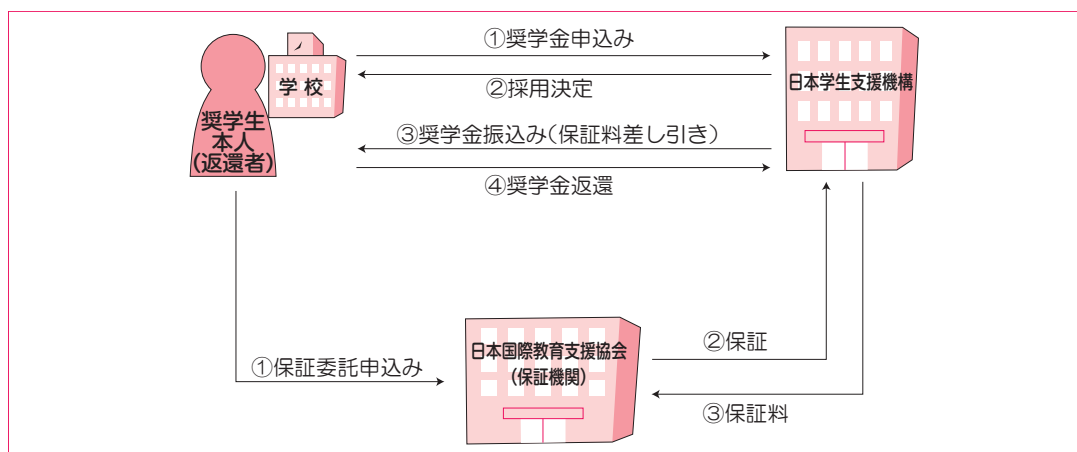 ①奨学金申込み
学校
②採用決定
日本学生支援機構
奨学生
本人
(返還者)
③奨学金振込み(保証料差し引き)
④奨学金返還
日本国際教育支援協会
(保証機関)
②保証
①保証委託申込み
③保証料